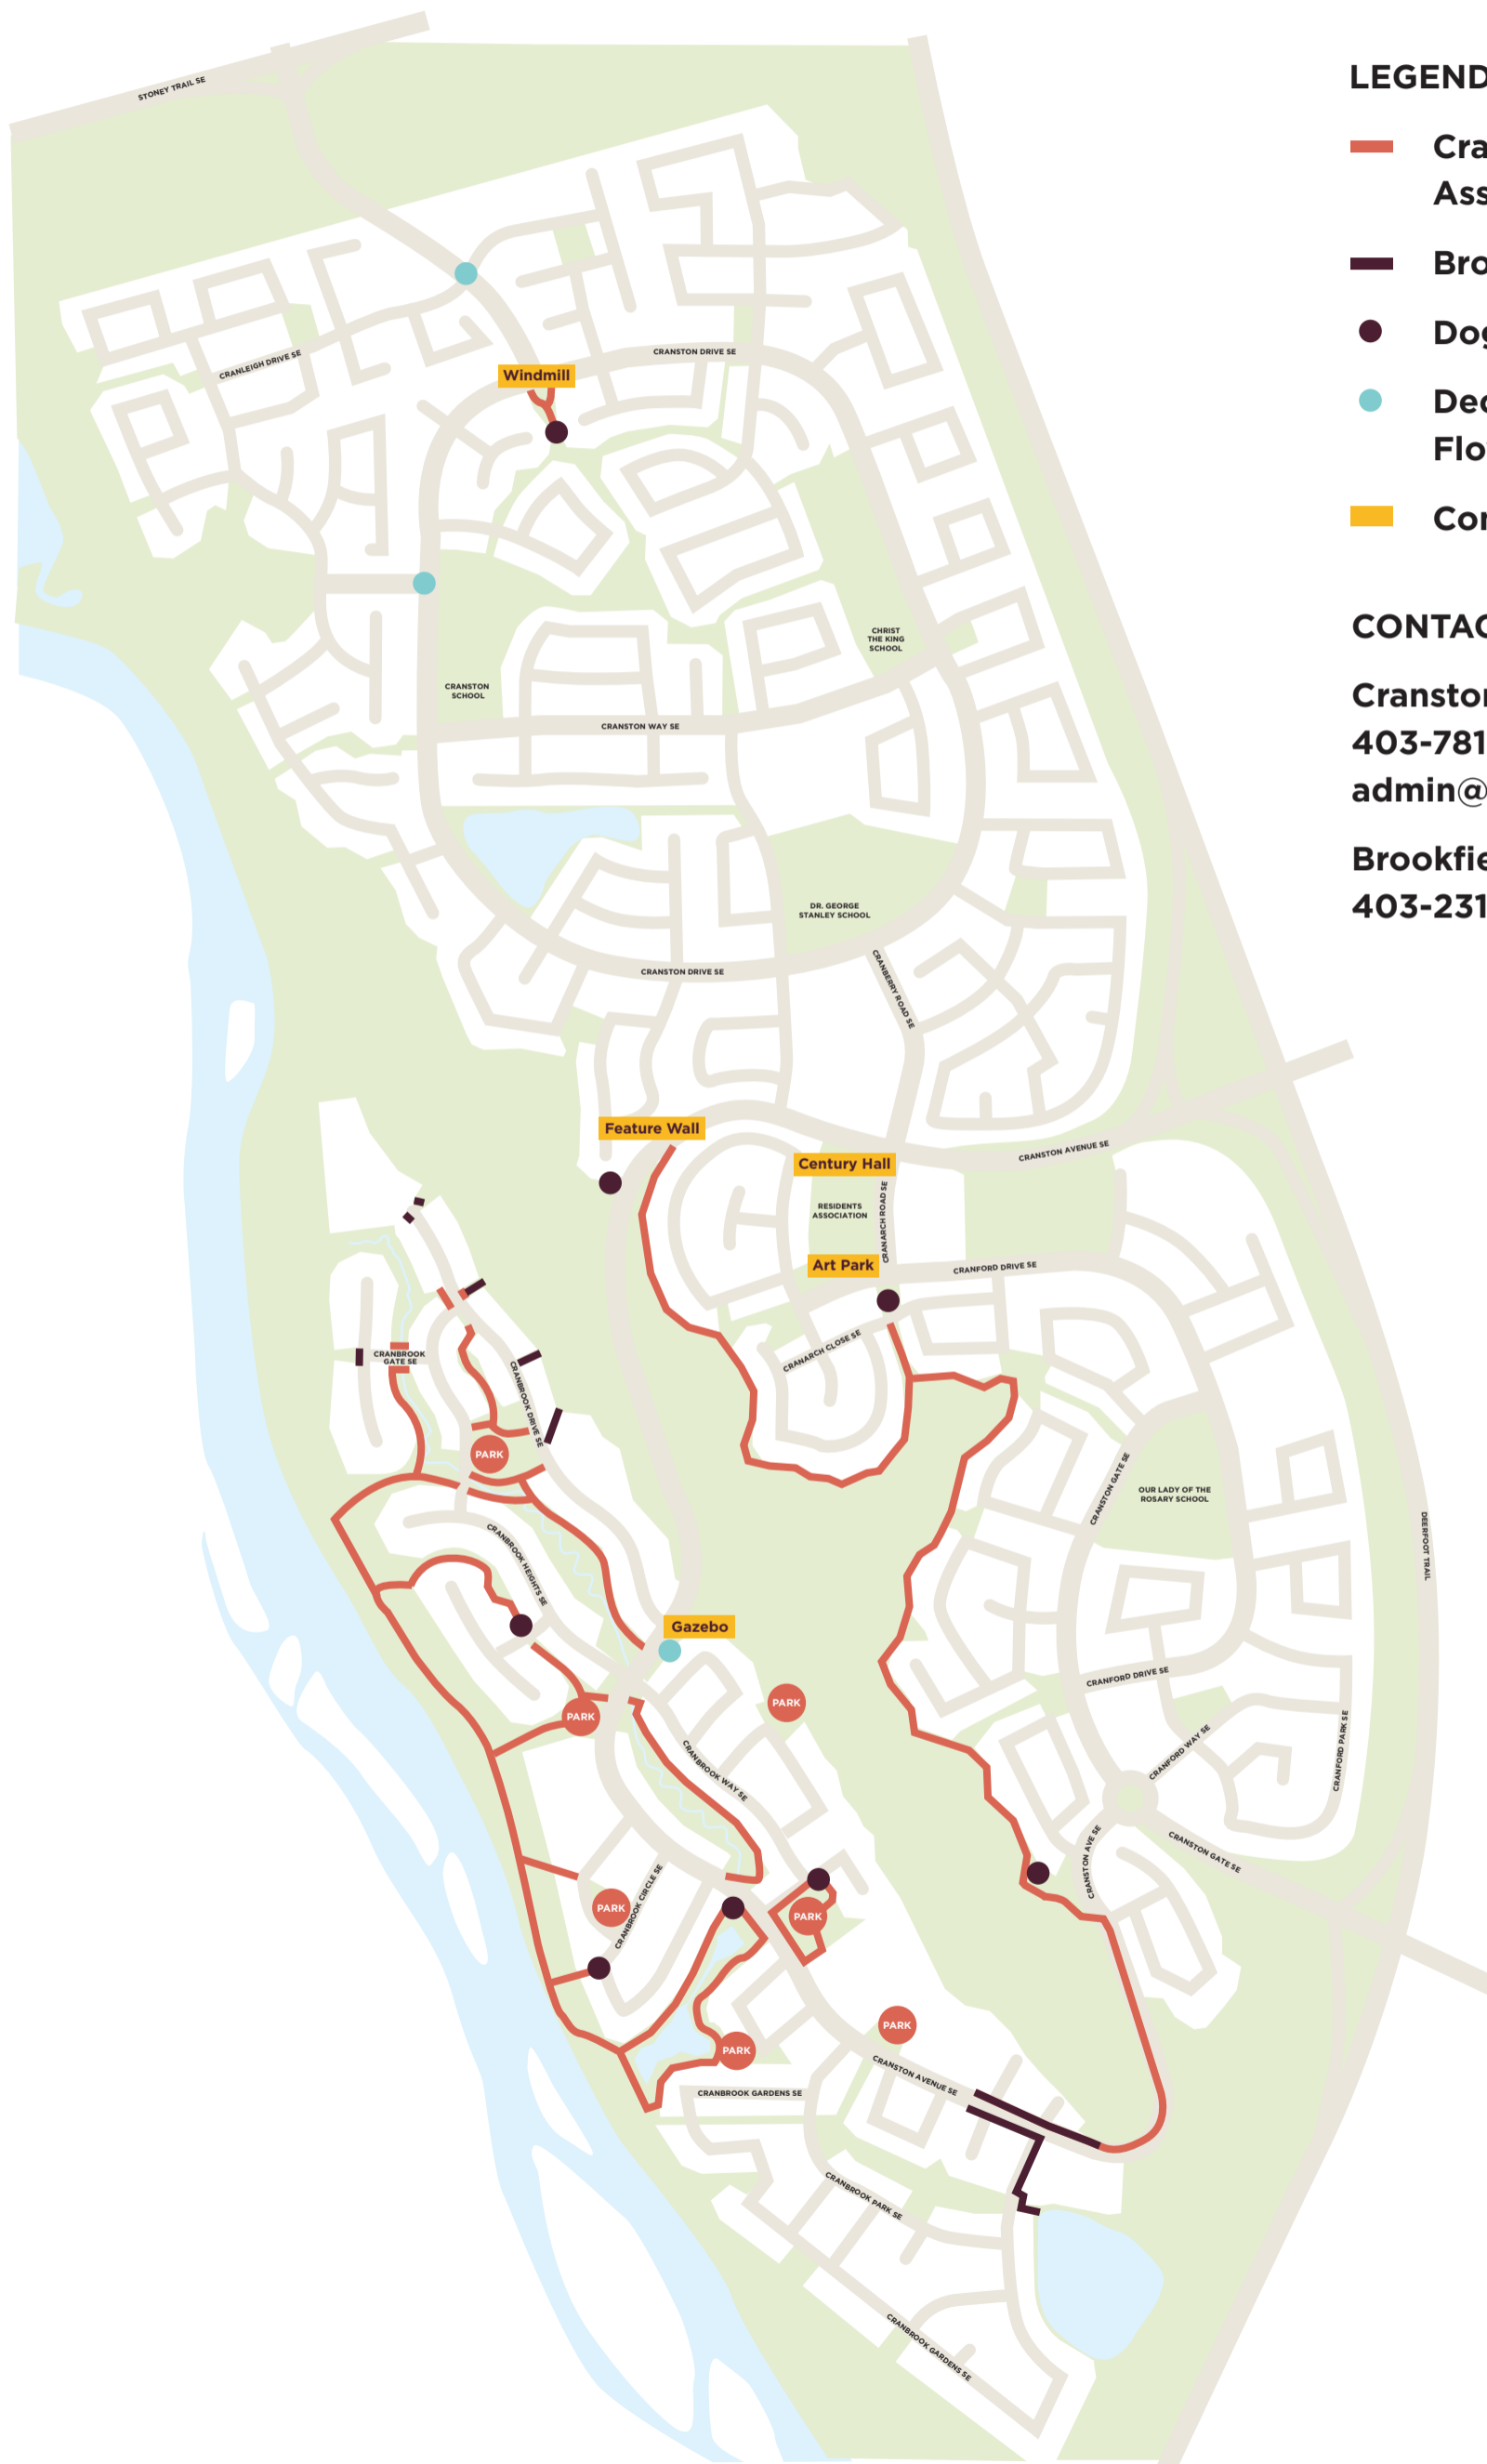 STONEY TRAIL SE
LEGEND
Cra
Ass
Bro
Dog
Dec
Flo
Con
CONTAC
Cranston
403-781
admin@
Brookfie
403-231
CRANLEIGH DRIVE SE
CRANSTON DRIVE SE
Windmill
CHRIST
THE KING
SCHOOL
CRANSTON
SCHOOL
CRANSTON WAY SE
DR. GEORGE
STANLEY SCHOOL
CRANSTON DRIVE SE
CRANBERRY ROAD SE
Feature Wall
CRANSTON AVENUE SE
Century Hall
RESIDENTS
ASSOCIATION
CRANARCH ROAD SE
Art Park
CRANFORD DRIVE SE
CRANARCH CLOSE SE
CRANBROOK
GATE SE
CRANBROOK DRIVE SE
PARK
CRANSTON GATE SE
OUR LADY OF THE
ROSARY SCHOOL
DEERFOOT TRAIL
CRANBROOK HEIGHTS SE
Gazebo
CRANFORD DRIVE SE
PARK
PARK
CRANBROOK WAY SE
CRANFORD WAY SE
CRANFORD PARK SE
CRANSTON AVE SE
CRANSTON GATE SE
PARK
CRANBROOK CIRCLE SE
PARK
PARK
PARK
CRANSTON AVENUE SE
CRANBROOK GARDENS SE
CRANBROOK PARK SE
CRANBROOK GARDENS SE